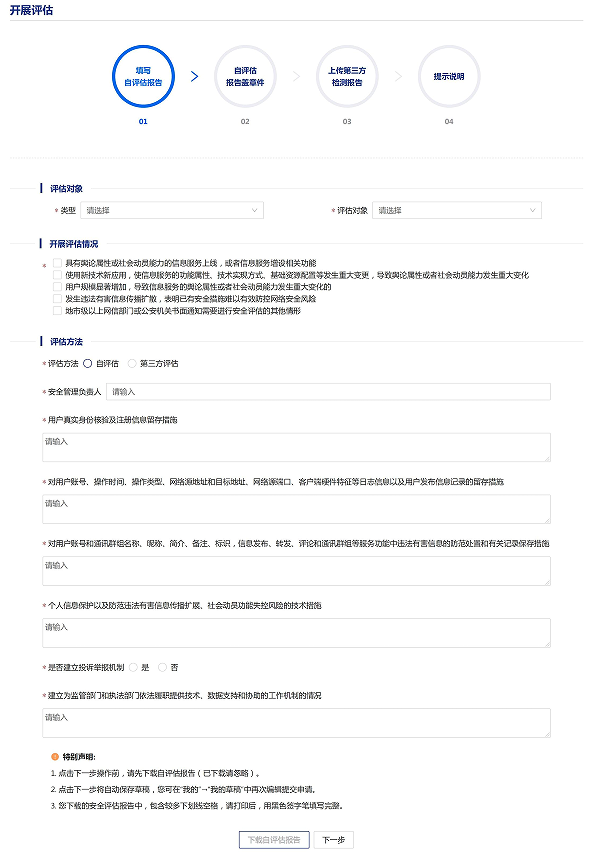 开展评估
填写
自评估报告
自评估
报告盖章件
上传第三方
检测报告
提示说明
01
02
03
04
评估对象
* 类型 请选择
* 评估对象 请选择
开展评估情况
* 具有舆论属性或社会动员能力的信息服务上线，或者信息服务增设相关功能
使用新技术新应用，使信息服务的功能属性、技术实现方式、基础资源配置等发生重大变更，导致舆论属性或者社会动员能力发生重大变化
用户规模显著增加，导致信息服务的舆论属性或者社会动员能力发生重大变化的
发生违法有害信息传播扩散，表明已有安全措施难以有效防控网络安全风险
地市级以上网信部门或公安机关书面通知需要进行安全评估的其他情形
评估方法
* 评估方法 自评估 第三方评估
* 安全管理负责人 请输入
* 用户真实身份核验及注册信息留存措施
请输入
* 对用户账号、操作时间、操作类型、网络源地址和目标地址、网络源端口、客户端硬件特征等日志信息以及用户发布信息记录的留存措施
请输入
* 对用户账号和通讯群组名称、昵称、简介、备注、标识，信息发布、转发、评论和通讯群组等服务功能中违法有害信息的防范处置和有关记录保存措施
请输入
* 个人信息保护以及防范违法有害信息传播扩展、社会动员功能失控风险的技术措施
请输入
* 是否建立投诉举报机制 是 否
* 建立为监管部门和执法部门依法履职提供技术、数据支持和协助的工作机制的情况
请输入
特别声明:
1. 点击下一步操作前，请先下载自评估报告（已下载请忽略）。
2. 点击下一步将自动保存草稿，您可在“我的”→“我的草稿”中再次编辑提交申请。
3. 您下载的安全评估报告中，包含较多下划线空格，请打印后，用黑色签字笔填写完整。
下载自评估报告 下一步